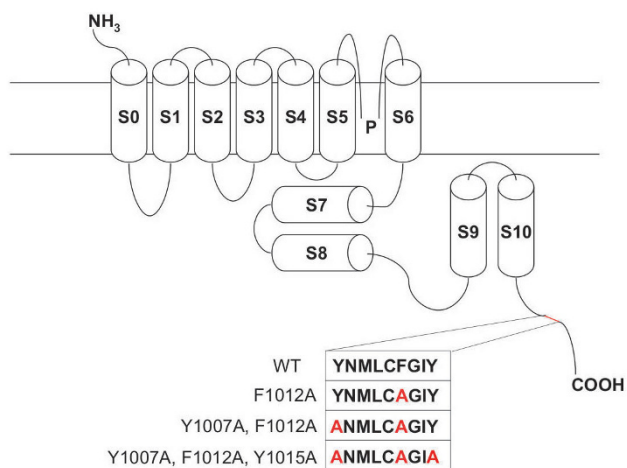 NH3
S0 S1 S2 S3 S4 S5 P S6
S7
S8
S9 S10
COOH
WT YNMLCFGIY
F1012A YNMLCAGIY
Y1007A, F1012A ANMLCAGIY
Y1007A, F1012A, Y1015A ANMLCAGIA